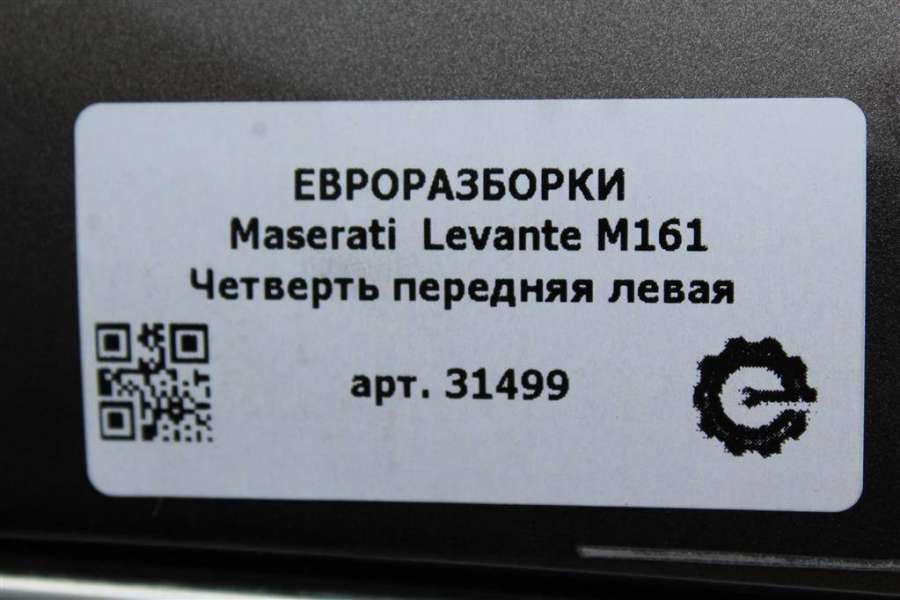 ЕВРОРАЗБОРКИ
Maserati Levante M161
Четверть передняя левая
арт. 31499